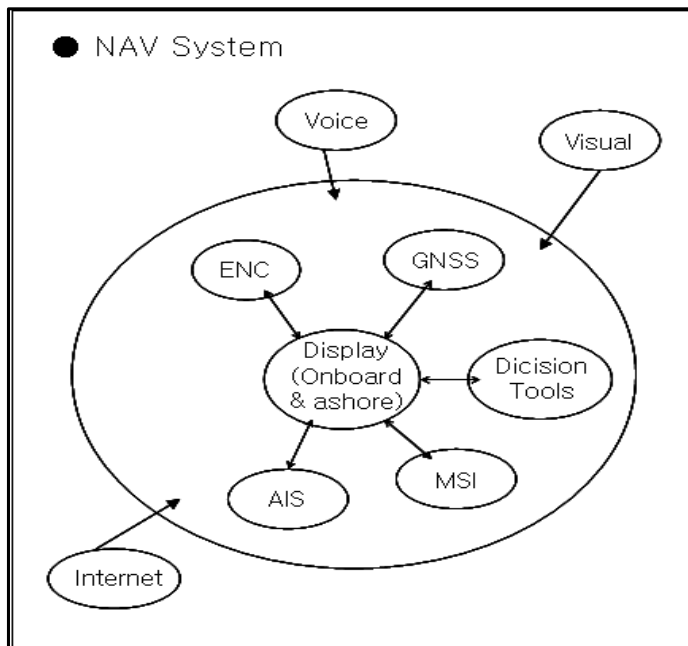 ● NAV System
Voice
Visual
ENC
GNSS
Display
(Onboard
& ashore)
Dicision
Tools
AIS
MSI
Internet